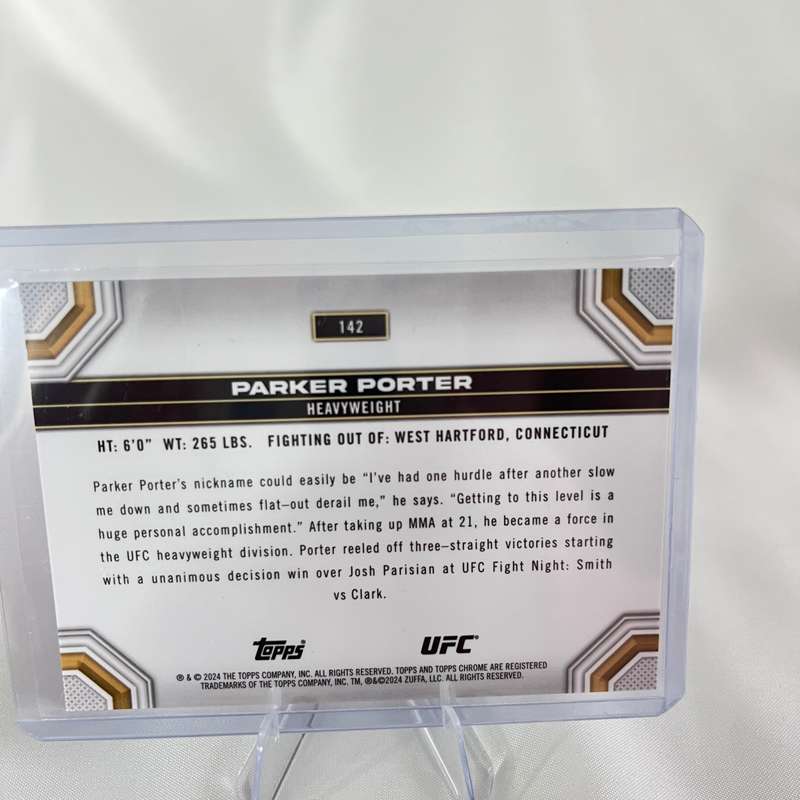 142
PARKER PORTER
HEAVYWEIGHT
HT: 6'0" WT: 265 LBS. FIGHTING OUT OF: WEST HARTFORD, CONNECTICUT
Parker Porter's nickname could easily be “I've had one hurdle after another slow
me down and sometimes flat–out derail me,” he says. “Getting to this level is a
huge personal accomplishment.” After taking up MMA at 21, he became a force in
the UFC heavyweight division. Porter reeled off three–straight victories starting
with a unanimous decision win over Josh Parisian at UFC Fight Night: Smith
vs Clark.
Topps® UFC®
® & © 2024 THE TOPPS COMPANY, INC. ALL RIGHTS RESERVED. TOPPS AND TOPPS CHROME ARE REGISTERED
TRADEMARKS OF THE TOPPS COMPANY, INC. TM, ®&©2024 ZUFFA, LLC. ALL RIGHTS RESERVED.